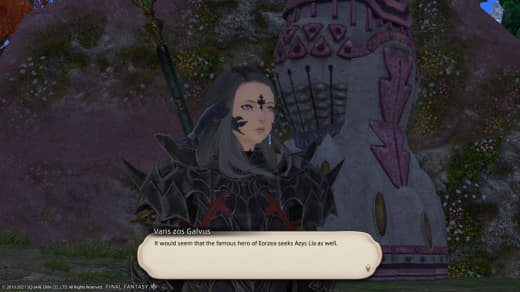 Varis zos Galvus
It would seem that the famous hero of Eorzea seeks Azys Lla as well.
© 2010-2021 SQUARE ENIX CO., LTD. All Rights Reserved. FINAL FANTASY XIV